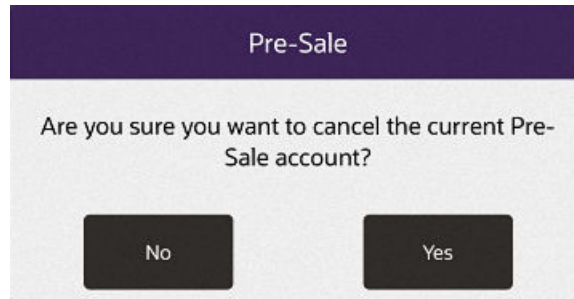 Pre-Sale
Are you sure you want to cancel the current Pre-
Sale account?
No
Yes